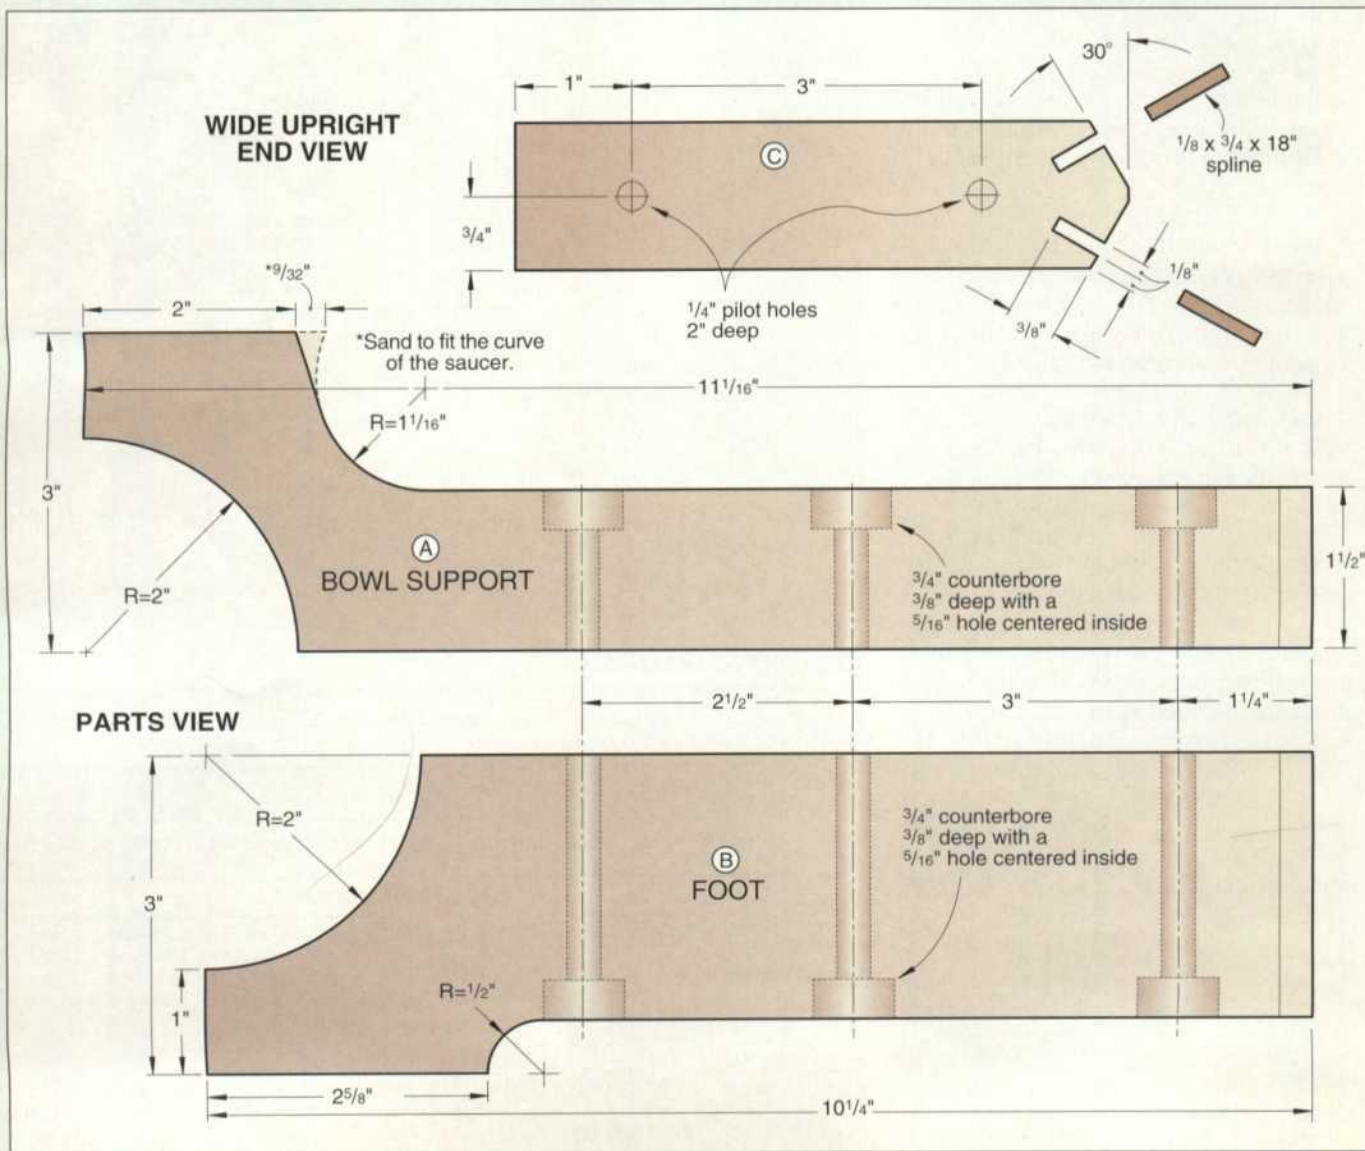 WIDE UPRIGHT
END VIEW
1"
3"
30°
1/8 x 3/4 x 18"
spline
C
3/4"
1/4" pilot holes
2" deep
1/8"
3/8"
*9/32"
2"
*Sand to fit the curve
of the saucer.
11 1/16"
R=1 1/16"
3"
R=2"
A
BOWL SUPPORT
3/4" counterbore
3/8" deep with a
5/16" hole centered inside
1 1/2"
2 1/2"
3"
1 1/4"
PARTS VIEW
R=2"
3"
1"
B
FOOT
3/4" counterbore
3/8" deep with a
5/16" hole centered inside
R=1/2"
2 5/8"
10 1/4"